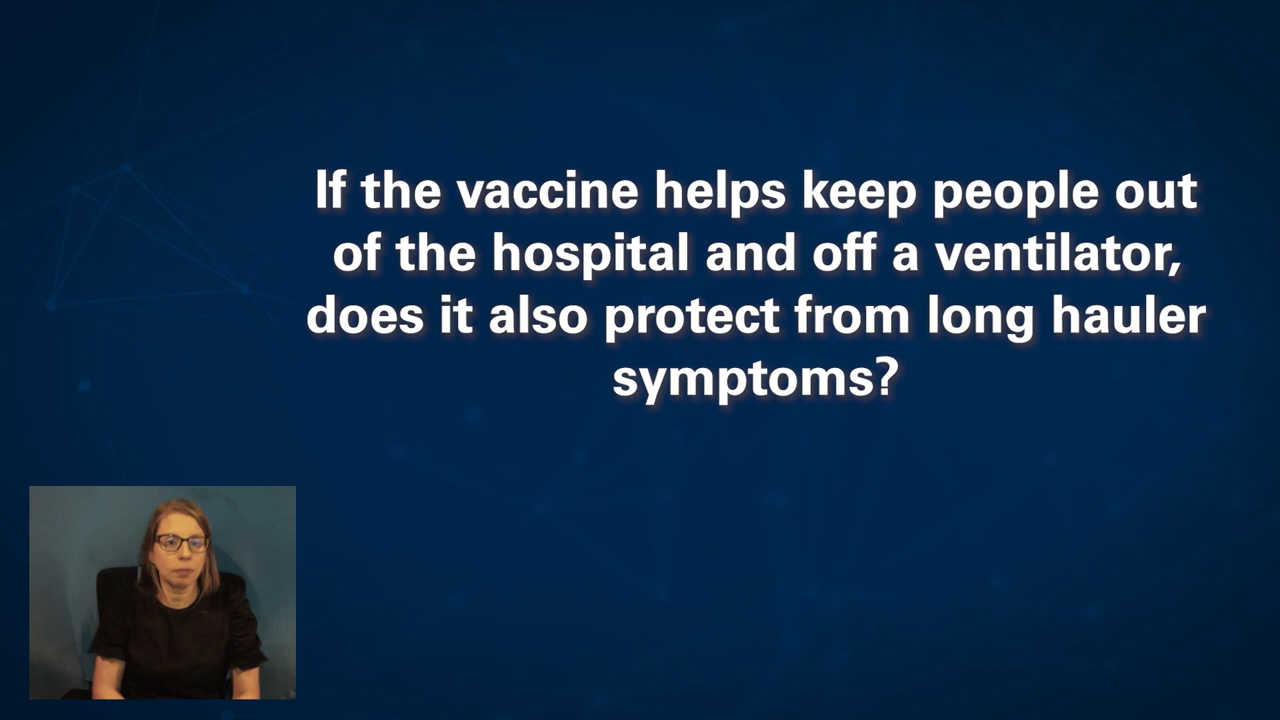 If the vaccine helps keep people out
of the hospital and off a ventilator,
does it also protect from long hauler
symptoms?